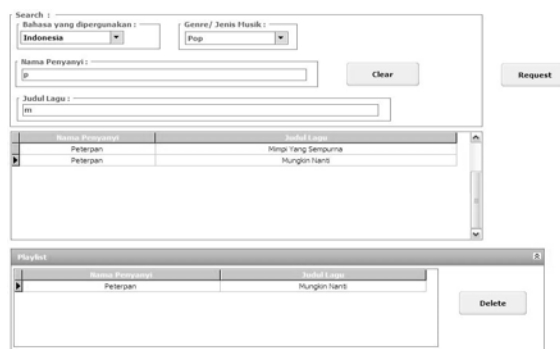 Search :
Bahasa yang dipergunakan :
Genre/ Jenis Musik :
Indonesia
Pop
Nama Penyanyi :
p
Clear
Request
Judul Lagu :
m
Nama Penyanyi Judul Lagu
Peterpan Mimpi Yang Sempurna
Peterpan Mungkin Nanti
Playlist
Nama Penyanyi Judul Lagu
Peterpan Mungkin Nanti
Delete